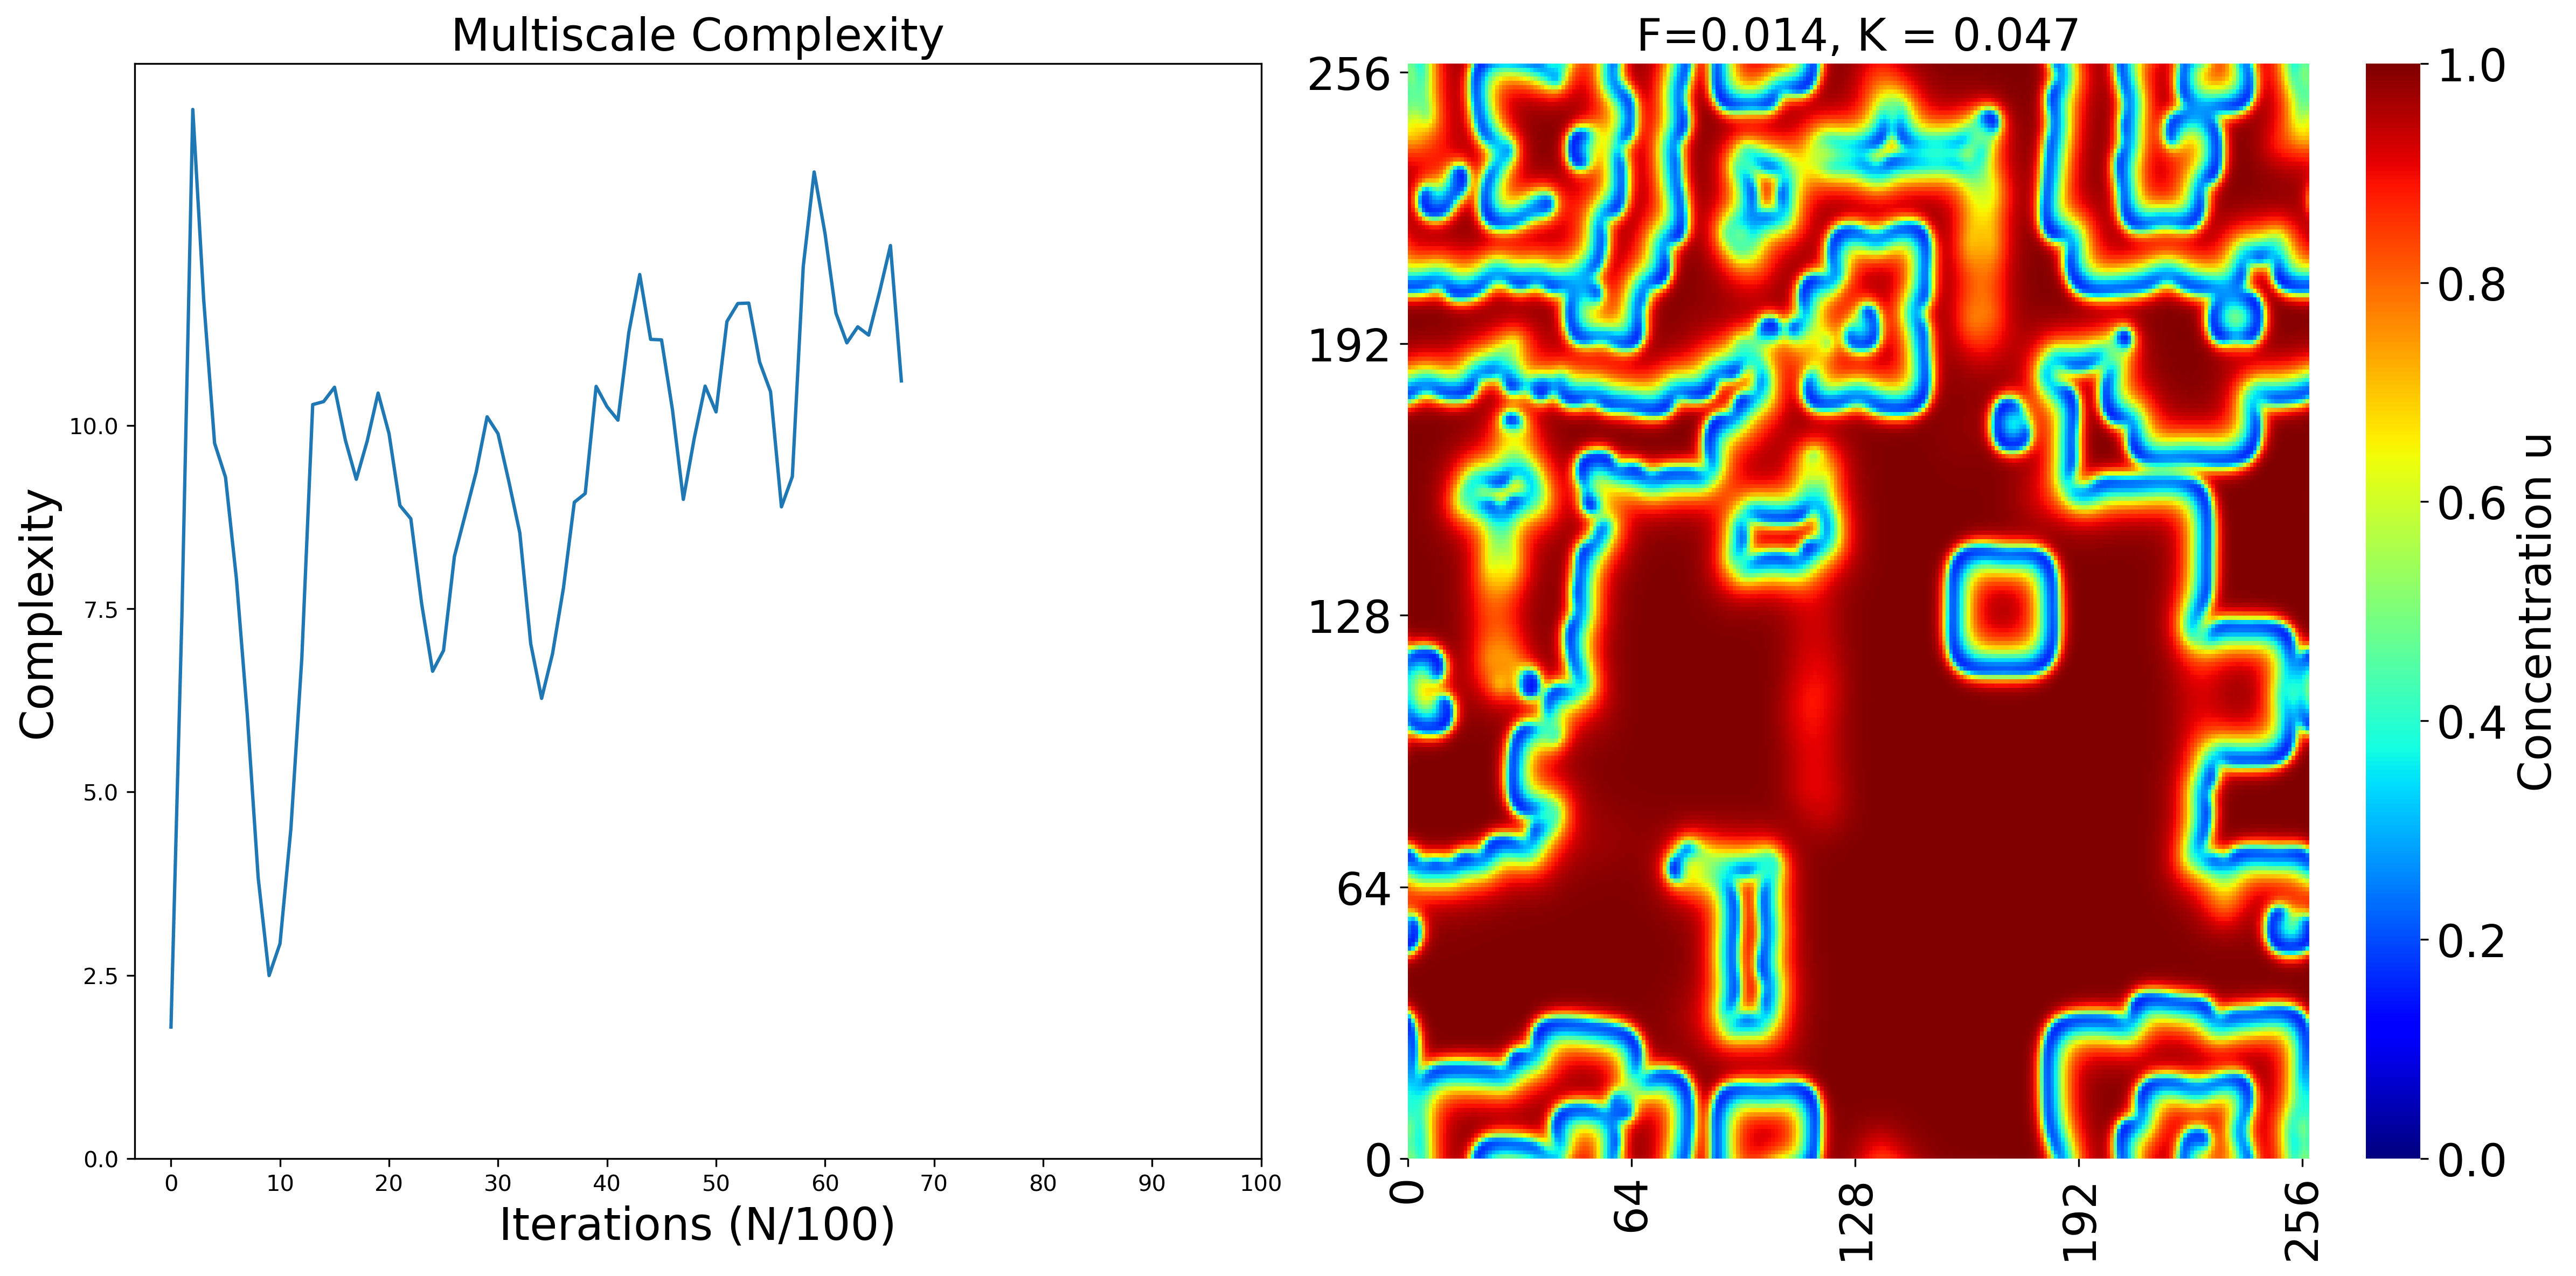 Multiscale Complexity
Complexity
10.0
7.5
5.0
2.5
0.0
0 10 20 30 40 50 60 70 80 90 100
Iterations (N/100)
F=0.014, K = 0.047
256
192
128
64
0
0 64 128 192 256
1.0
0.8
0.6
0.4
0.2
0.0
Concentration u